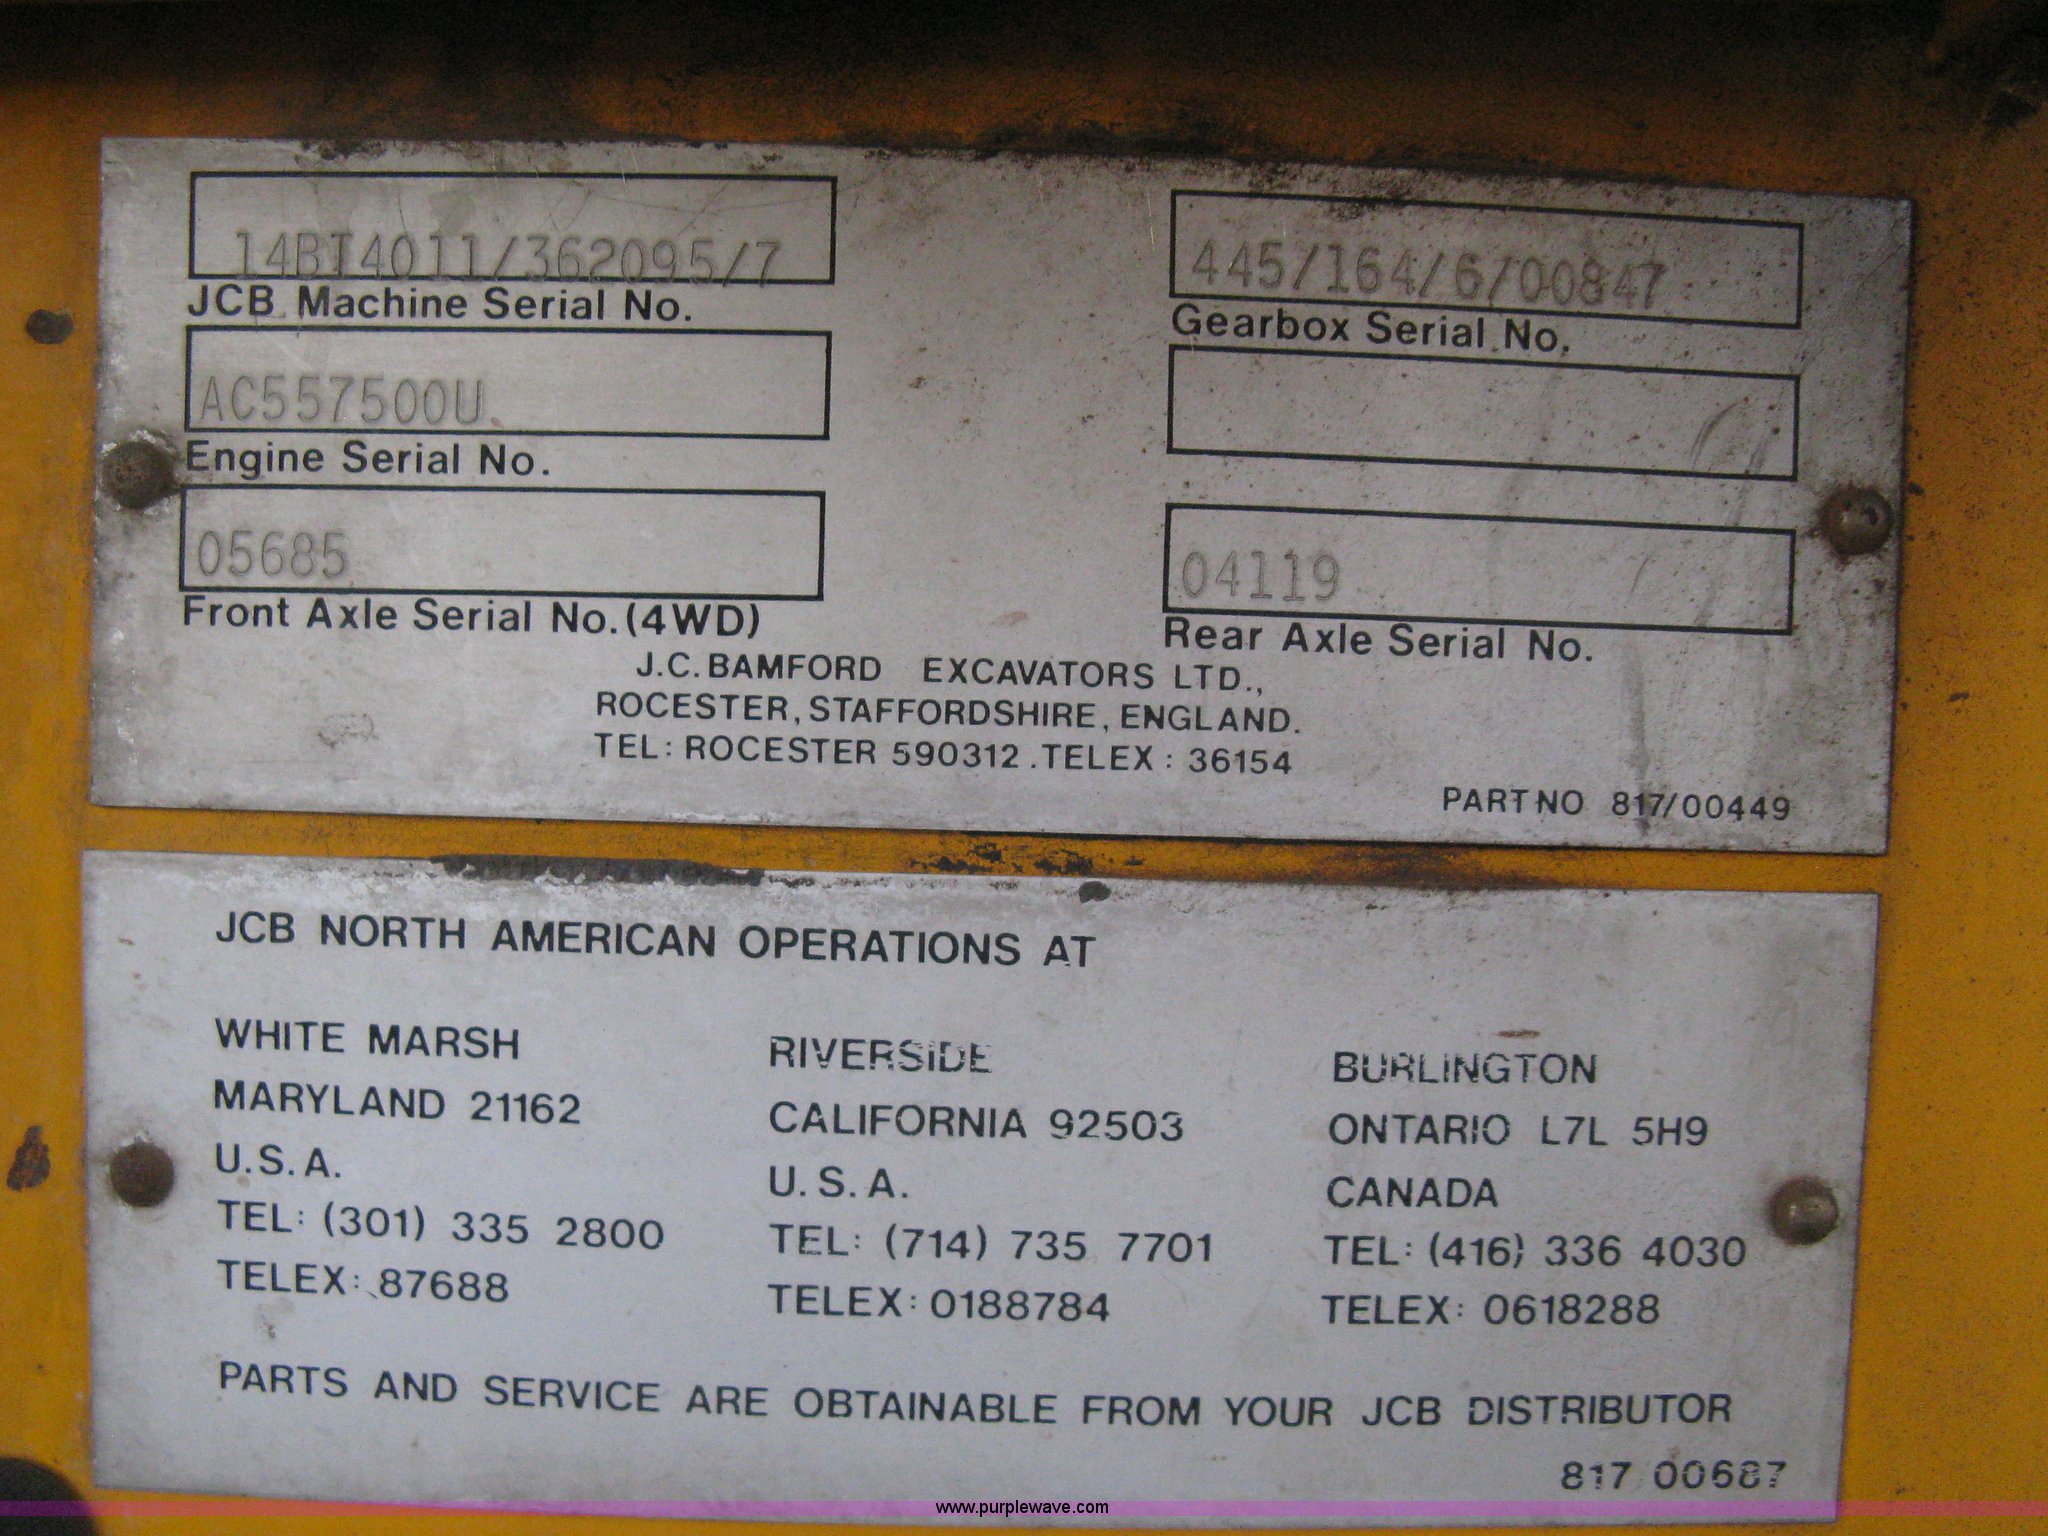 14BT4011/362095/7
JCB Machine Serial No.
445/164/6/00847
Gearbox Serial No.
AC557500U
Engine Serial No.
05685
Front Axle Serial No.(4WD)
04119
Rear Axle Serial No.
J.C.BAMFORD EXCAVATORS LTD.,
ROCESTER, STAFFORDSHIRE, ENGLAND.
TEL: ROCESTER 590312. TELEX: 36154
PART NO 817/00449
JCB NORTH AMERICAN OPERATIONS AT
WHITE MARSH
MARYLAND 21162
U.S.A.
TEL: (301) 335 2800
TELEX: 87688
RIVERSIDE
CALIFORNIA 92503
U.S.A.
TEL: (714) 735 7701
TELEX: 0188784
BURLINGTON
ONTARIO L7L 5H9
CANADA
TEL: (416) 336 4030
TELEX: 0618288
PARTS AND SERVICE ARE OBTAINABLE FROM YOUR JCB DISTRIBUTOR
817 00687
www.purplewave.com